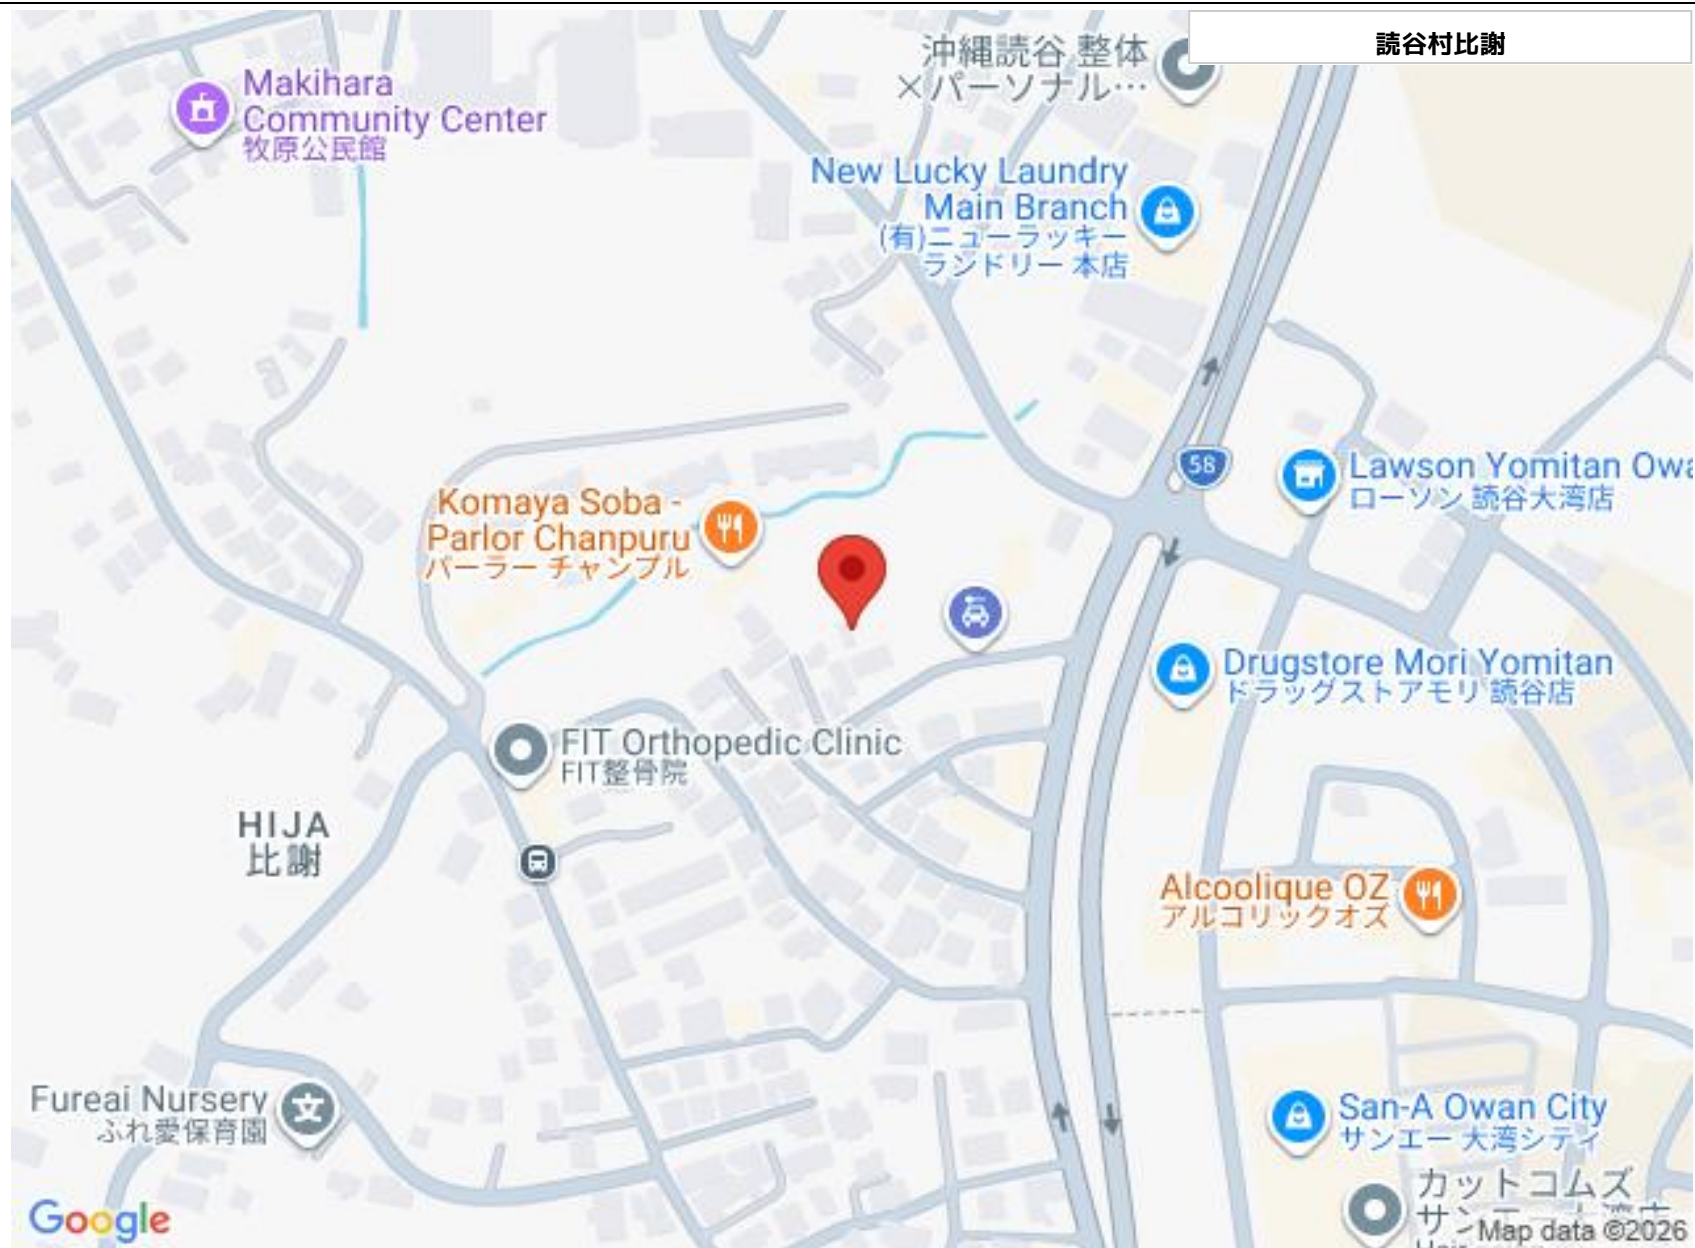 読谷村比謝
沖縄読谷 整体
×パーソナル…
Makihara
Community Center
牧原公民館
New Lucky Laundry
Main Branch
(有)ニューラッキー
ランドリー 本店
58
Lawson Yomitan Owa
ローソン 読谷大湾店
Komaya Soba -
Parlor Chanpuru
パーラー チャンプル
Drugstore Mori Yomitan
ドラッグストアモリ 読谷店
FIT Orthopedic Clinic
FIT整骨院
HIJA
比謝
Alcoolique OZ
アルコリックオズ
Fureai Nursery
ふれ愛保育園
San-A Owan City
サンエー 大湾シティ
カットコムズ
Google
Map data ©2026